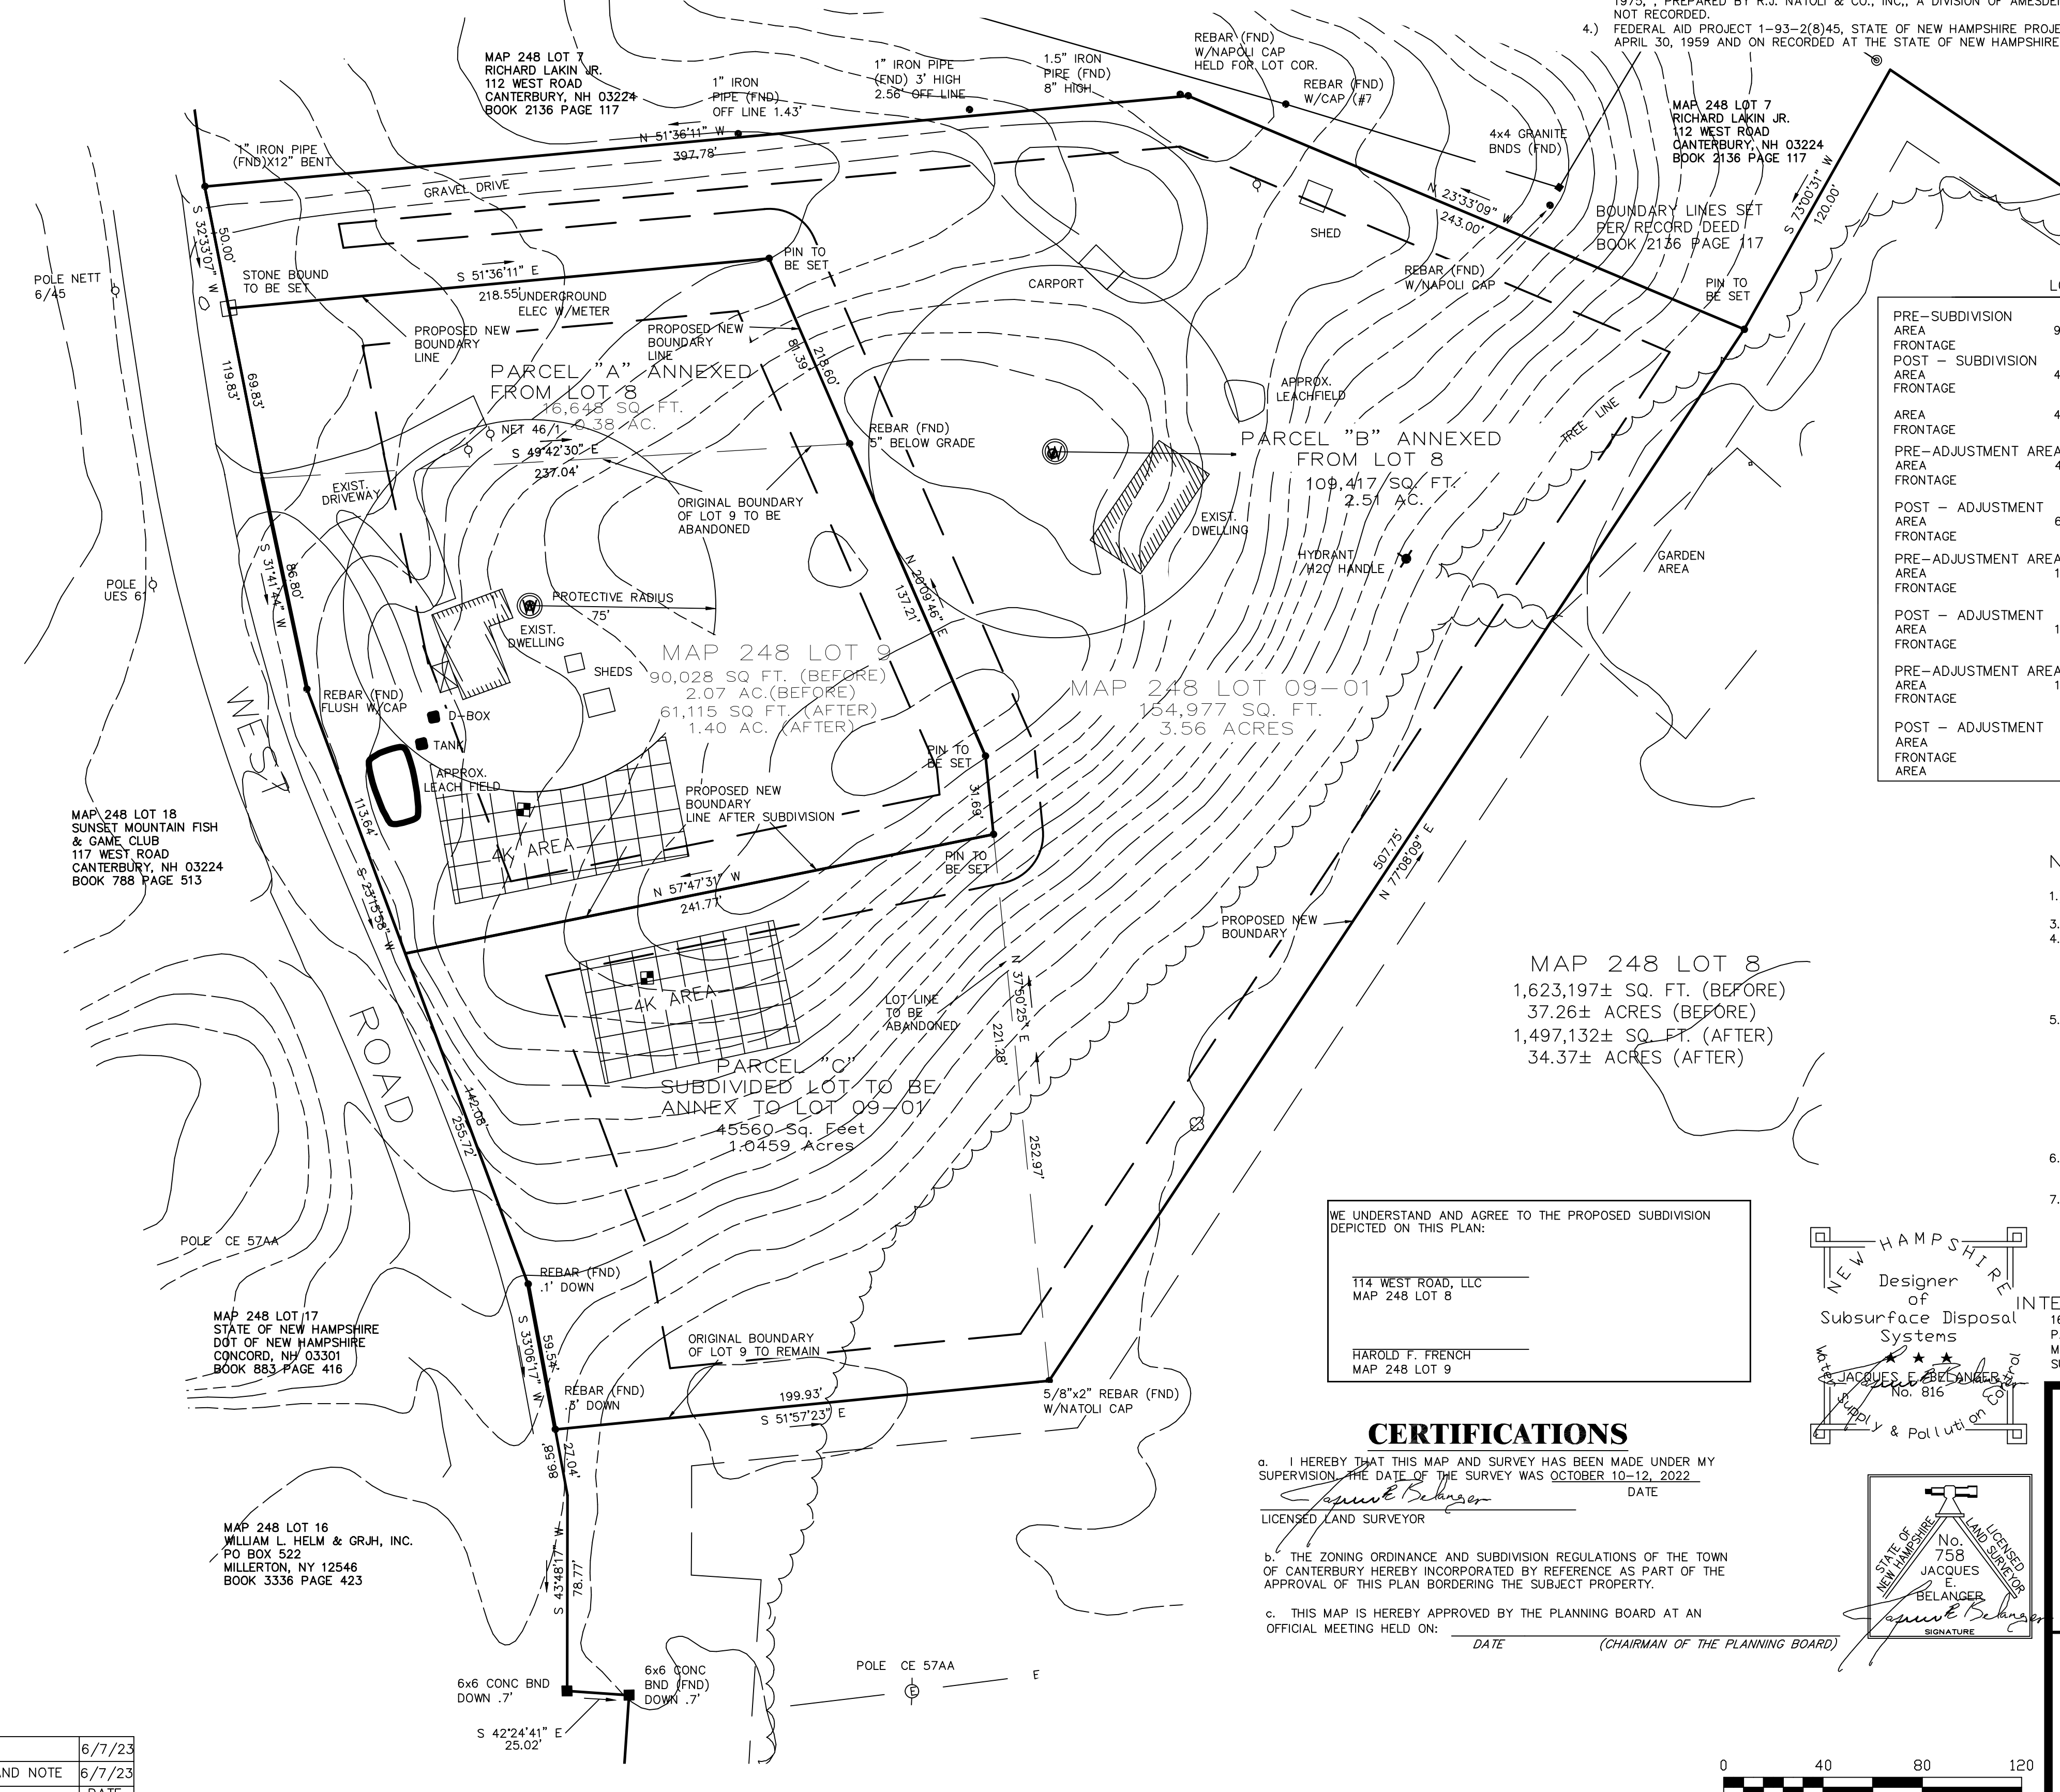 1975, , PREPARED BY R.J. NATOLI & CO., INC,, A DIVISION OF
NOT RECORDED.
4.) FEDERAL AID PROJECT 1-93-2(8)45, STATE OF NEW HAMPSHIRE
APRIL 30, 1959 AND ON RECORDED AT THE STATE OF NEW HAMPSHIRE
MAP 248 LOT 7
RICHARD LAKIN JR.
112 WEST ROAD
CANTERBURY, NH 03224
BOOK 2136 PAGE 117
1" IRON
PIPE (FND)
OFF LINE 1.43'
1" IRON PIPE
(FND) 3' HIGH
2.56' OFF LINE
1.5" IRON
PIPE (FND)
8" HIGH
REBAR (FND)
W/NAPOLI CAP
HELD FOR LOT COR.
REBAR (FND)
W/CAP (#7
4x4 GRANITE
BNDS (FND)
MAP 248 LOT 7
RICHARD LAKIN JR.
112 WEST ROAD
CANTERBURY, NH 03224
BOOK 2136 PAGE 117
1" IRON PIPE
(FND)X12" BENT
N 51°36'11" W
397.78'
GRAVEL DRIVE
N 23°33'09" W
243.00'
S 73°00'31" W
120.00'
BOUNDARY LINES SET
PER RECORD DEED
BOOK 2136 PAGE 117
SHED
S 32°33'07" W
50.00'
POLE NETT
6/45
STONE BOUND
TO BE SET
S 51°36'11" E
218.55'
UNDERGROUND
ELEC W/METER
PIN TO
BE SET
CARPORT
REBAR (FND)
W/NAPOLI CAP
PIN TO
BE SET
PROPOSED NEW
BOUNDARY
LINE
PROPOSED NEW
BOUNDARY
LINE
81.39'
218.60'
119.83'
69.83'
PARCEL "A" ANNEXED
FROM LOT 8
16,648 SQ. FT.
0.38 AC.
NET 46/1
S 49°42'30" E
237.04'
REBAR (FND)
5" BELOW GRADE
APPROX.
LEACHFIELD
TREE LINE
PARCEL "B" ANNEXED
FROM LOT 8
109,417 SQ. FT.
2.51 AC.
EXIST.
DRIVEWAY
ORIGINAL BOUNDARY
OF LOT 9 TO BE
ABANDONED
EXIST.
DWELLING
HYDRANT
/H2O HANDLE
GARDEN
AREA
S 31°41'44" W
86.80'
N 20°09'46" E
137.21'
POLE
UES 61
PROTECTIVE RADIUS
75'
EXIST.
DWELLING
SHEDS
MAP 248 LOT 9
90,028 SQ FT. (BEFORE)
2.07 AC.(BEFORE)
61,115 SQ FT. (AFTER)
1.40 AC. (AFTER)
MAP 248 LOT 09-01
154,977 SQ. FT.
3.56 ACRES
REBAR (FND)
FLUSH W/CAP
D-BOX
TANK
APPROX.
LEACH FIELD
PIN TO
BE SET
31.69'
PROPOSED NEW
BOUNDARY
LINE AFTER SUBDIVISION
4K AREA
PIN TO
BE SET
N 57°47'31" W
241.77'
WEST
ROAD
113.64'
S 23°15'58" W
MAP 248 LOT 18
SUNSET MOUNTAIN FISH
& GAME CLUB
117 WEST ROAD
CANTERBURY, NH 03224
BOOK 788 PAGE 513
507.75'
N 77°08'09" E
PROPOSED NEW
BOUNDARY
4K AREA
LOT LINE
TO BE
ABANDONED
N 37°50'25" E
221.28'
252.97'
MAP 248 LOT 8
1,623,197± SQ. FT. (BEFORE)
37.26± ACRES (BEFORE)
1,497,132± SQ. FT. (AFTER)
34.37± ACRES (AFTER)
PARCEL "C"
SUBDIVIDED LOT TO BE
ANNEX TO LOT 09-01
45560 Sq. Feet
1.0459 Acres
142.08'
255.72'
POLE CE 57AA
REBAR (FND)
.1' DOWN
MAP 248 LOT 17
STATE OF NEW HAMPSHIRE
DOT OF NEW HAMPSHIRE
CONCORD, NH 03301
BOOK 883 PAGE 416
S 33°06'17" W
59.54'
ORIGINAL BOUNDARY
OF LOT 9 TO REMAIN
REBAR (FND)
.3' DOWN
199.93'
S 51°57'23" E
5/8"x2" REBAR (FND)
W/NATOLI CAP
27.04'
86.58'
MAP 248 LOT 16
WILLIAM L. HELM & GRJH, INC.
PO BOX 522
MILLERTON, NY 12546
BOOK 3336 PAGE 423
S 43°48'17" W
78.77'
6x6 CONC BND
DOWN .7'
6x6 CONC
BND (FND)
DOWN .7'
S 42°24'41" E
25.02'
POLE CE 57AA
E
E
PRE-SUBDIVISION
AREA 9
FRONTAGE
POST - SUBDIVISION
AREA 4
FRONTAGE
AREA 4
FRONTAGE
PRE-ADJUSTMENT AREA
AREA 4
FRONTAGE
POST - ADJUSTMENT
AREA 6
FRONTAGE
PRE-ADJUSTMENT AREA
AREA 1
FRONTAGE
POST - ADJUSTMENT
AREA 1
FRONTAGE
PRE-ADJUSTMENT AREA
AREA 1
FRONTAGE
POST - ADJUSTMENT
AREA
FRONTAGE
AREA
1.
3.
4.
5.
6.
7.
WE UNDERSTAND AND AGREE TO THE PROPOSED SUBDIVISION
DEPICTED ON THIS PLAN:
114 WEST ROAD, LLC
MAP 248 LOT 8
HAROLD F. FRENCH
MAP 248 LOT 9
NEW HAMPSHIRE
Designer
of
Subsurface Disposal
Systems
JACQUES E. BELANGER
No. 816
Water Supply & Pollution Control
CERTIFICATIONS
a. I HEREBY THAT THIS MAP AND SURVEY HAS BEEN MADE UNDER MY
SUPERVISION. THE DATE OF THE SURVEY WAS OCTOBER 10-12, 2022
DATE
LICENSED LAND SURVEYOR
b. THE ZONING ORDINANCE AND SUBDIVISION REGULATIONS OF THE TOWN
OF CANTERBURY HEREBY INCORPORATED BY REFERENCE AS PART OF THE
APPROVAL OF THIS PLAN BORDERING THE SUBJECT PROPERTY.
c. THIS MAP IS HEREBY APPROVED BY THE PLANNING BOARD AT AN
OFFICIAL MEETING HELD ON:
DATE (CHAIRMAN OF THE PLANNING BOARD)
STATE OF
NEW HAMPSHIRE
LICENSED
LAND SURVEYOR
No.
758
JACQUES
E.
BELANGER
SIGNATURE
6/7/23
AND NOTE 6/7/23
DATE
0 40 80 120